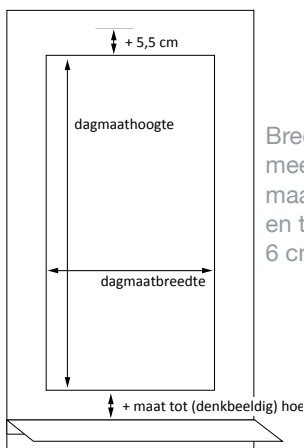 + 5,5 cm
dagmaathoogte
Bree
mee
maa
en t
6 cr
dagmaatbreedte
+ maat tot (denkbeeldig) hoe